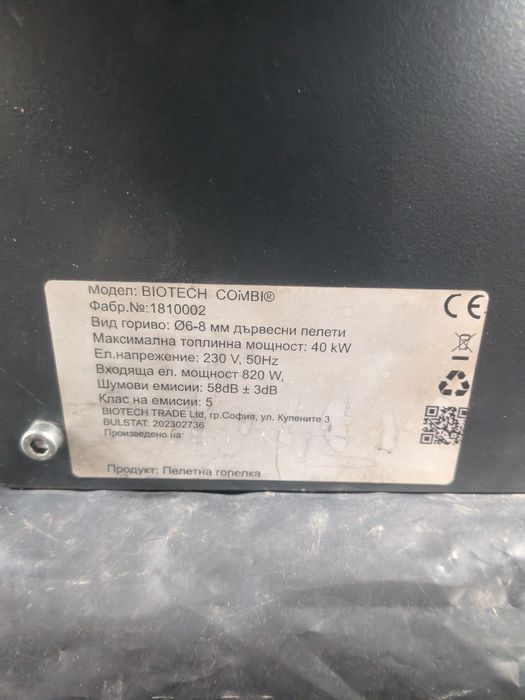 Модел: BIOTECH COMBI®
Фабр.№:1810002
Вид гориво: Ø6-8 мм дървесни пелети
Максимална топлинна мощност: 40 kW
Ел.напрежение: 230 V, 50Hz
Входяща ел. мощност 820 W,
Шумови емисии: 58dB ± 3dB
Клас на емисии: 5
BIOTECH TRADE Ltd, гр.София, ул. Купените 3
BULSTAT: 202302736
Произведено на:
Продукт: Пелетна горелка
CE